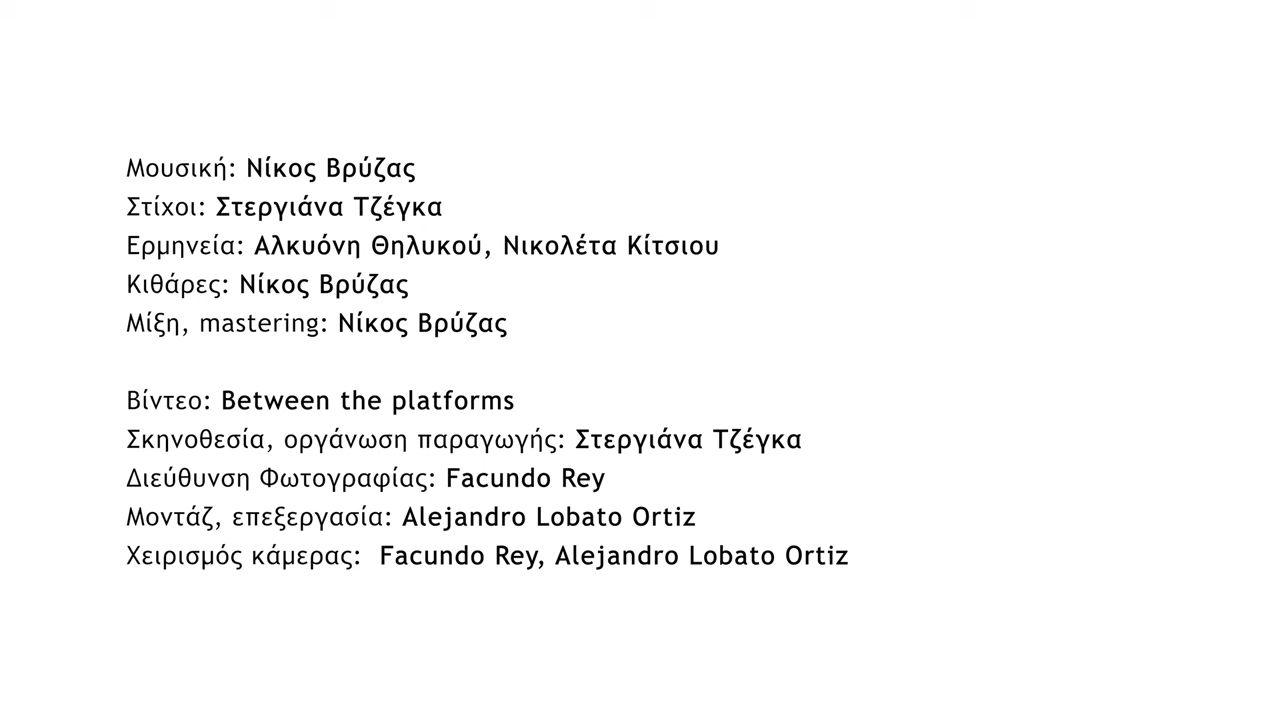 Μουσική: Νίκος Βρύζας
Στίχοι: Στεργιάνα Τζέγκα
Ερμηνεία: Αλκυόνη Θηλυκού, Νικολέτα Κίτσιου
Κιθάρες: Νίκος Βρύζας
Μίξη, mastering: Νίκος Βρύζας
Βίντεο: Between the platforms
Σκηνοθεσία, οργάνωση παραγωγής: Στεργιάνα Τζέγκα
Διεύθυνση Φωτογραφίας: Facundo Rey
Μοντάζ, επεξεργασία: Alejandro Lobato Ortiz
Χειρισμός κάμερας: Facundo Rey, Alejandro Lobato Ortiz